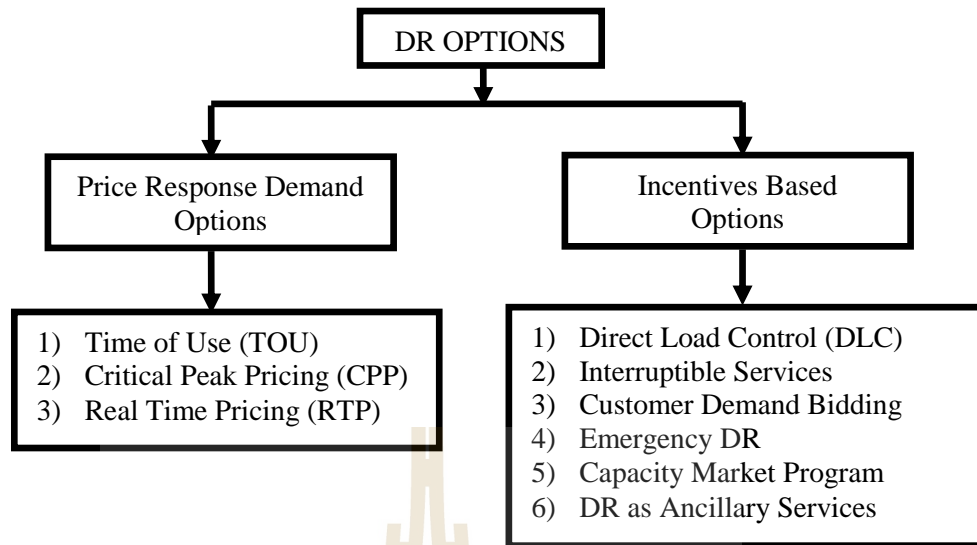 DR OPTIONS
Price Response Demand
Options
Incentives Based
Options
1) Time of Use (TOU)
2) Critical Peak Pricing (CPP)
3) Real Time Pricing (RTP)
1) Direct Load Control (DLC)
2) Interruptible Services
3) Customer Demand Bidding
4) Emergency DR
5) Capacity Market Program
6) DR as Ancillary Services